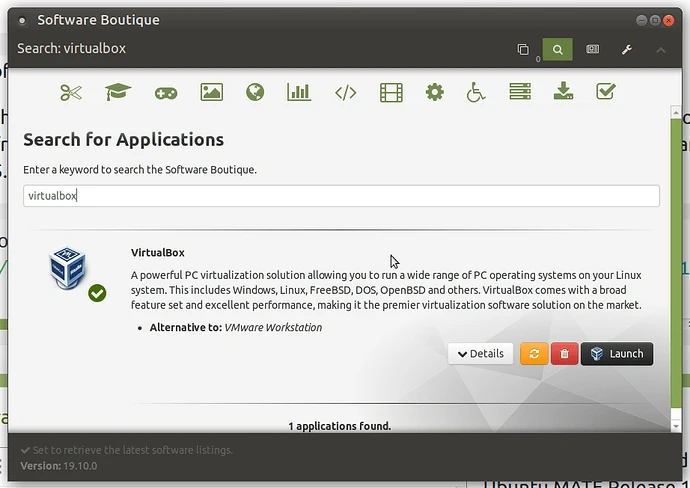 Software Boutique
Search: virtualbox
0
Search for Applications
Enter a keyword to search the Software Boutique.
virtualbox
VirtualBox
A powerful PC virtualization solution allowing you to run a wide range of PC operating systems on your Linux
system. This includes Windows, Linux, FreeBSD, DOS, OpenBSD and others. VirtualBox comes with a broad
feature set and excellent performance, making it the premier virtualization software solution on the market.
• Alternative to: VMware Workstation
Details
Launch
1 applications found.
Set to retrieve the latest software listings.
Version: 19.10.0
Ubuntu MATE Release 1